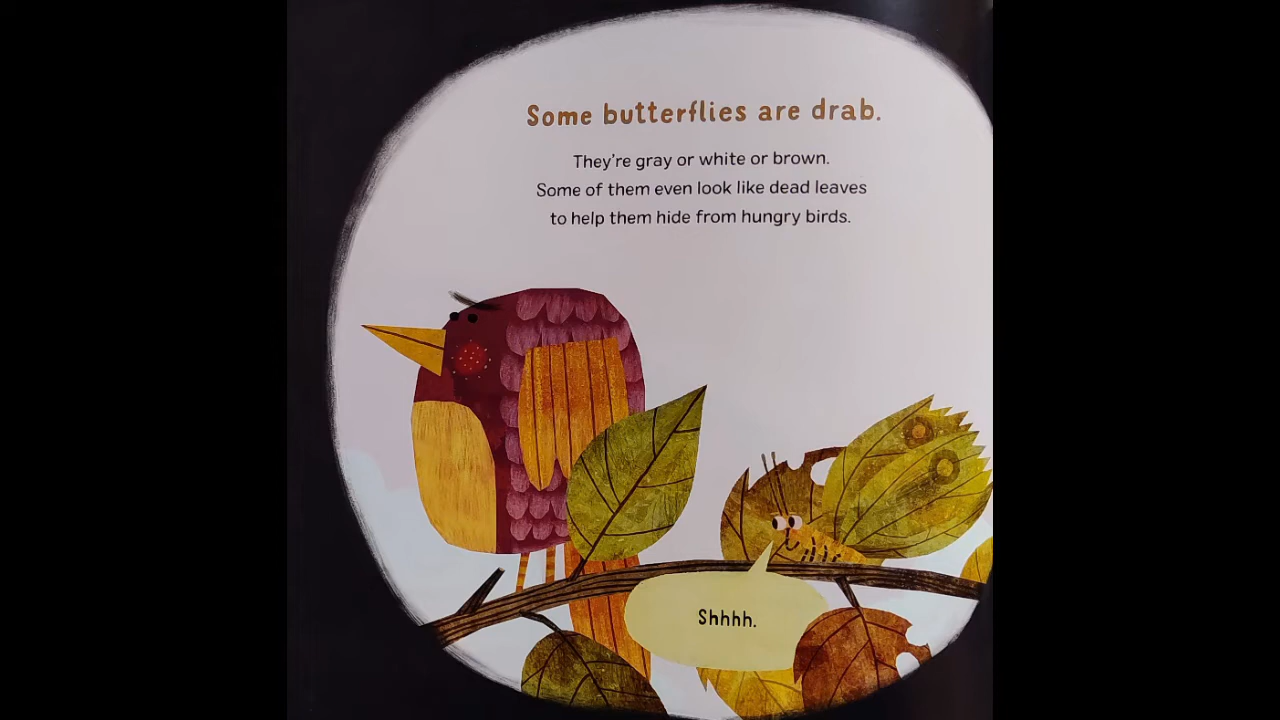 Some butterflies are drab.
They're gray or white or brown.
Some of them even look like dead leaves
to help them hide from hungry birds.
Shhhh.